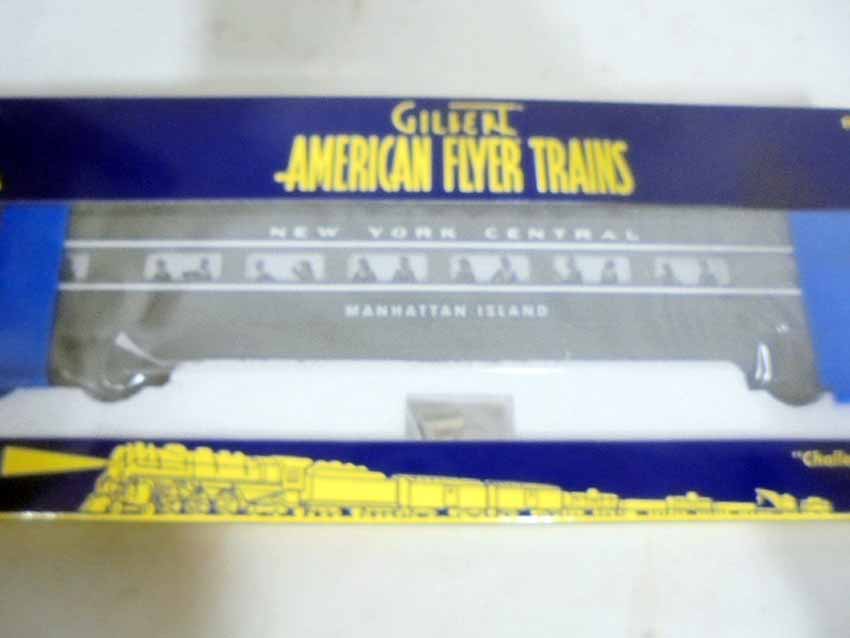 GILBERT
AMERICAN FLYER TRAINS
NEW YORK CENTRAL
MANHATTAN ISLAND